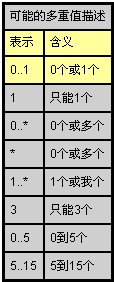 可能的多重值描述
表示 含义
0..1 0个或1个
1 只能1个
0..* 0个或多个
* 0个或多个
1..* 1个或我个
3 只能3个
0..5 0到5个
5..15 5到15个